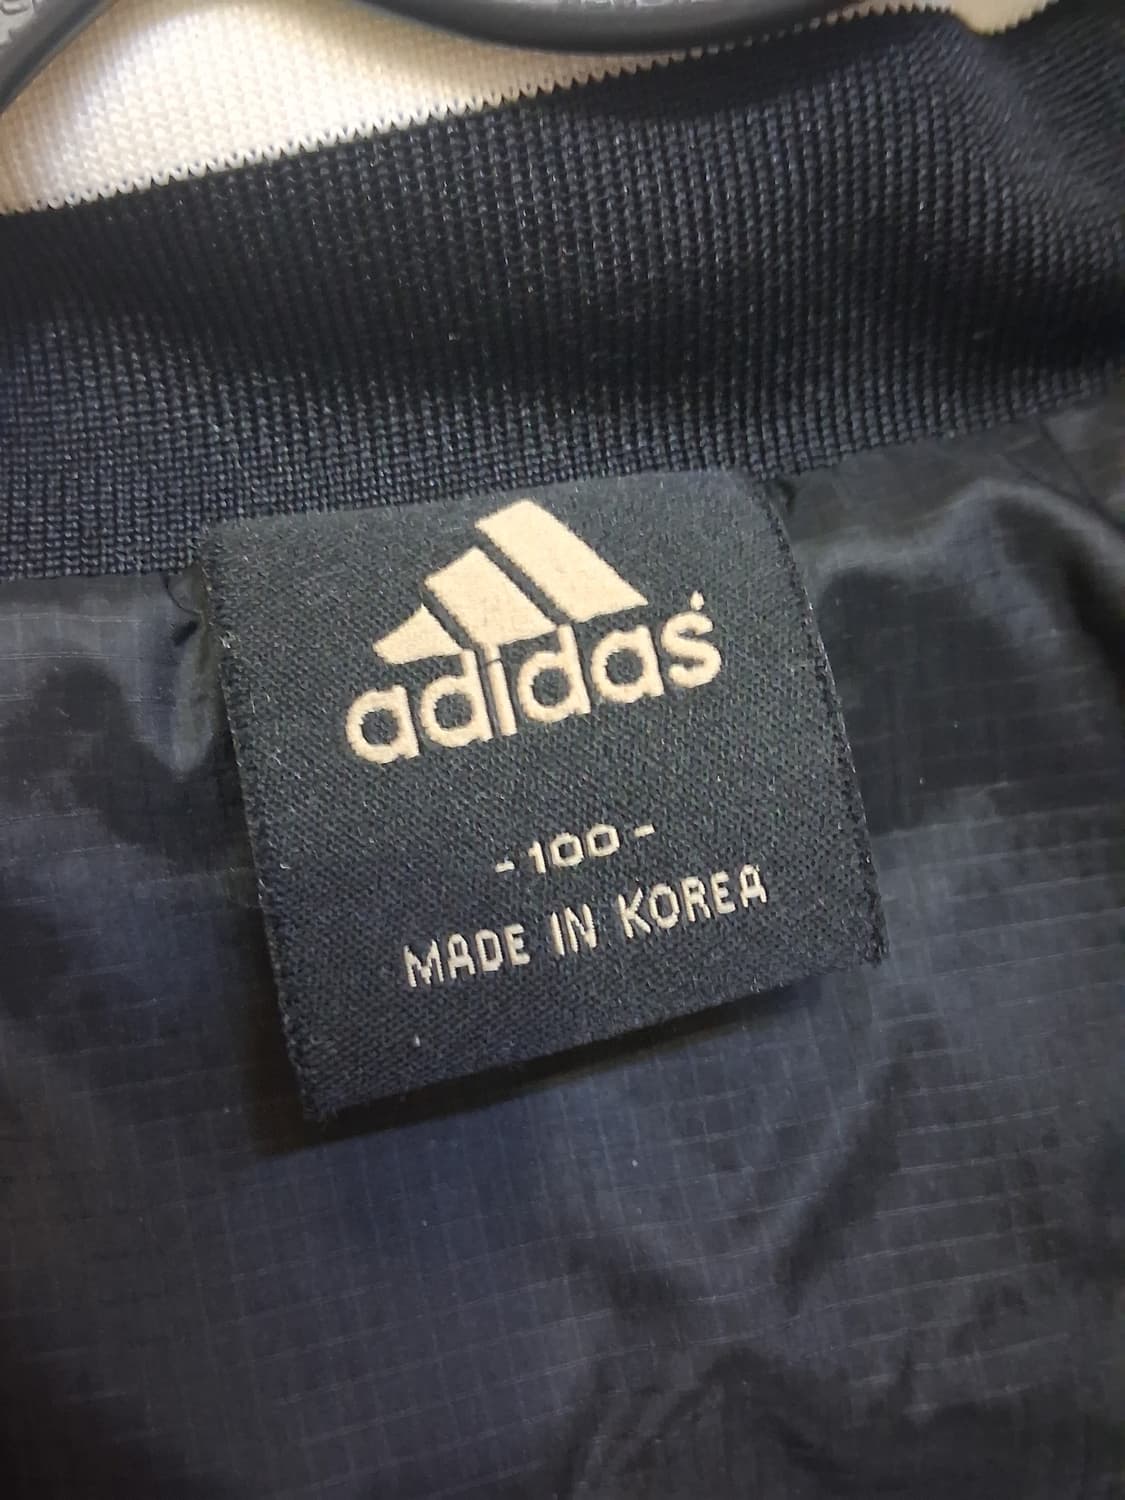 adidas
- 100 -
MADE IN KOREA